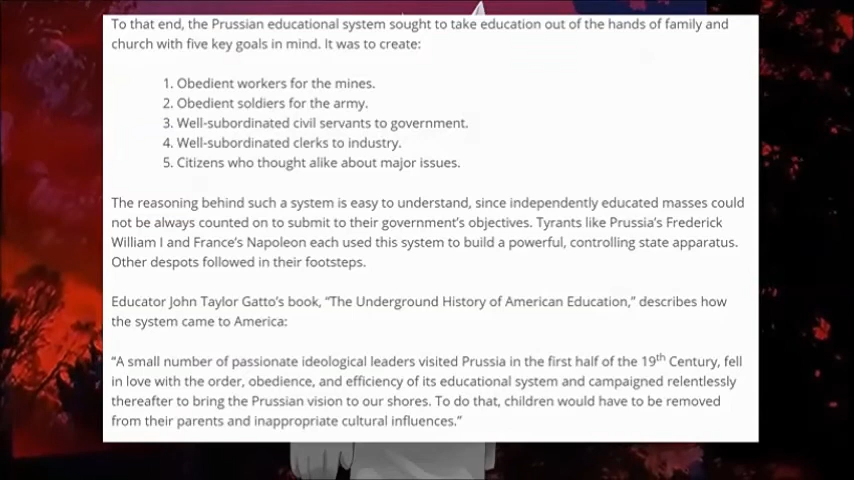 To that end, the Prussian educational system sought to take education out of the hands of family and
church with five key goals in mind. It was to create:
1. Obedient workers for the mines.
2. Obedient soldiers for the army.
3. Well-subordinated civil servants to government.
4. Well-subordinated clerks to industry.
5. Citizens who thought alike about major issues.
The reasoning behind such a system is easy to understand, since independently educated masses could
not be always counted on to submit to their government's objectives. Tyrants like Prussia's Frederick
William I and France's Napoleon each used this system to build a powerful, controlling state apparatus.
Other despots followed in their footsteps.
Educator John Taylor Gatto's book, “The Underground History of American Education,” describes how
the system came to America:
“A small number of passionate ideological leaders visited Prussia in the first half of the 19th Century, fell
in love with the order, obedience, and efficiency of its educational system and campaigned relentlessly
thereafter to bring the Prussian vision to our shores. To do that, children would have to be removed
from their parents and inappropriate cultural influences.”